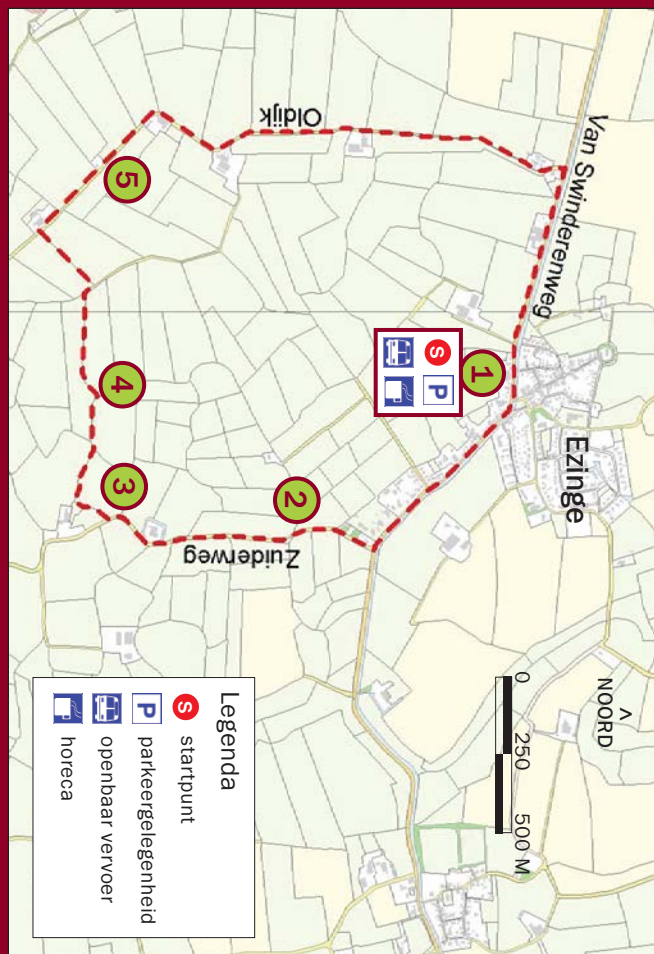 Van Swinderenweg
Ezinge
Oldijk
Zuiderweg
1
2
3
4
5
S
P
^
NOORD
0 250 500 M
Legenda
S startpunt
P parkeergelegenheid
openbaar vervoer
horeca